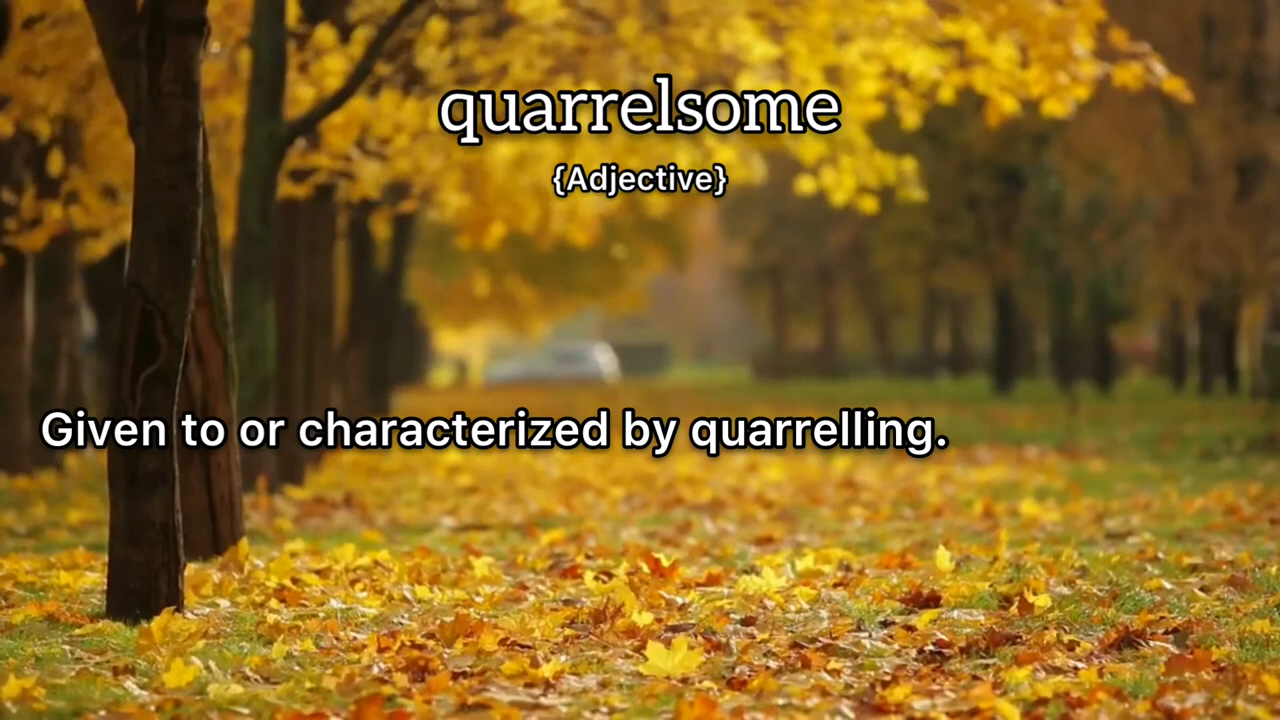 quarrelsome
{Adjective}
Given to or characterized by quarrelling.